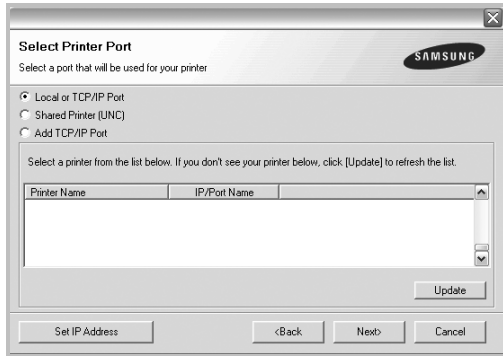 Select Printer Port
Select a port that will be used for your printer
SAMSUNG
Local or TCP/IP Port
Shared Printer (UNC)
Add TCP/IP Port
Select a printer from the list below. If you don't see your printer below, click [Update] to refresh the list.
Printer Name IP/Port Name
Update
Set IP Address <Back Next> Cancel